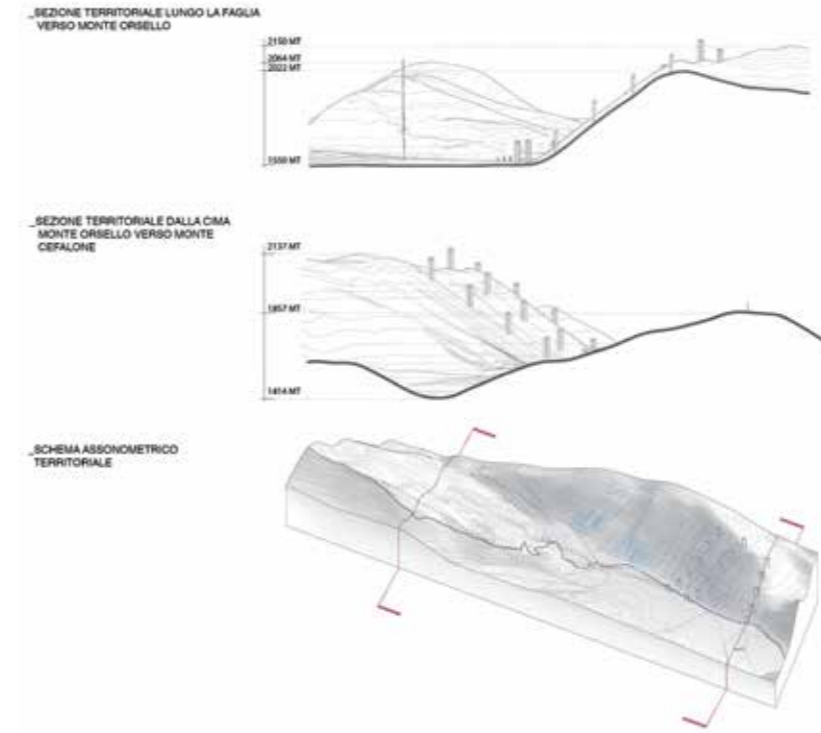 _SEZIONE TERRITORIALE LUNGO LA FAGLIA
VERSO MONTE ORSELLO
2150 MT
2064 MT
2022 MT
1550 MT
_SEZIONE TERRITORIALE DALLA CIMA
MONTE ORSELLO VERSO MONTE
CEFALONE
2137 MT
1857 MT
1414 MT
_SCHEMA ASSONOMETRICO
TERRITORIALE